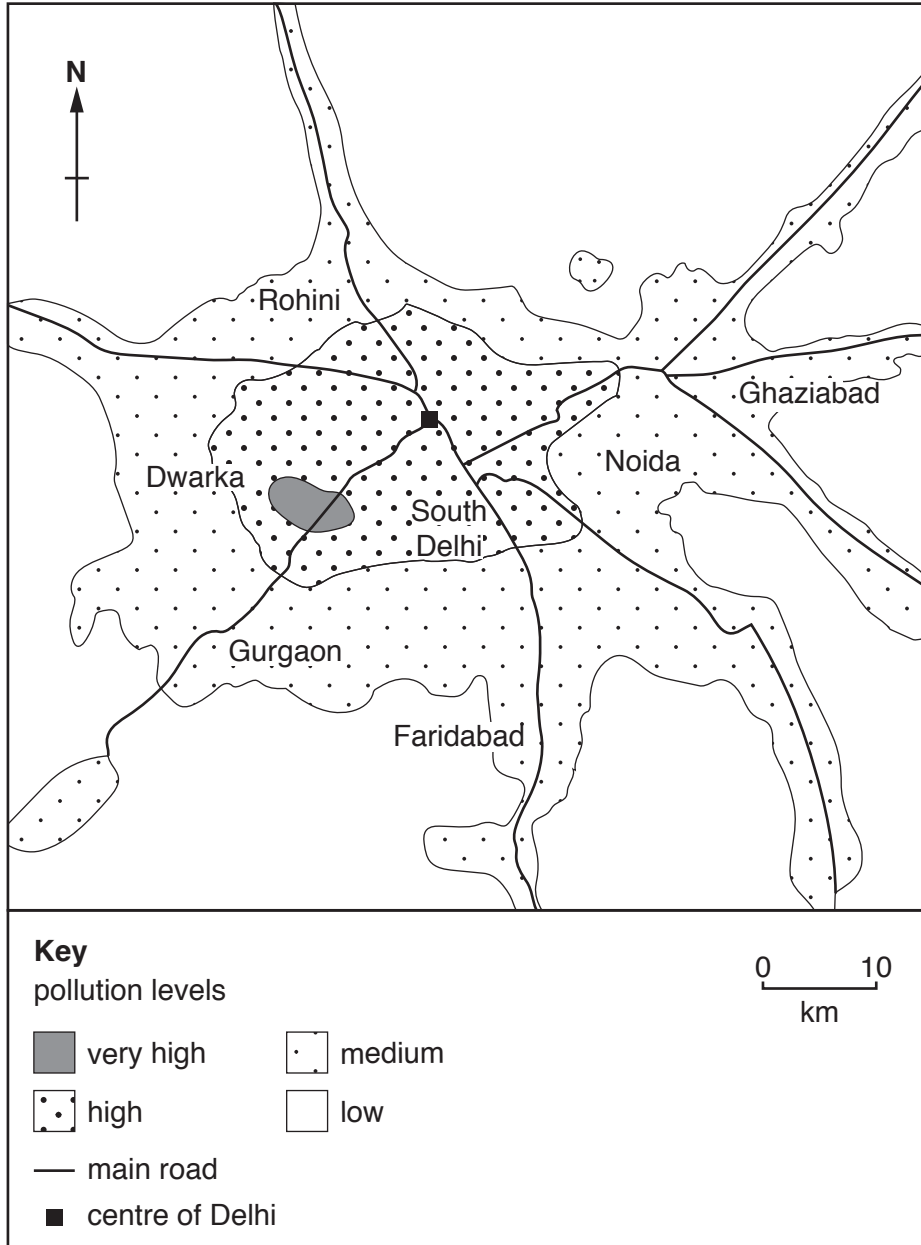 N
Rohini
Ghaziabad
Dwarka
Noida
South
Delhi
Gurgaon
Faridabad
Key
pollution levels
very high
medium
high
low
main road
centre of Delhi
0 10
km